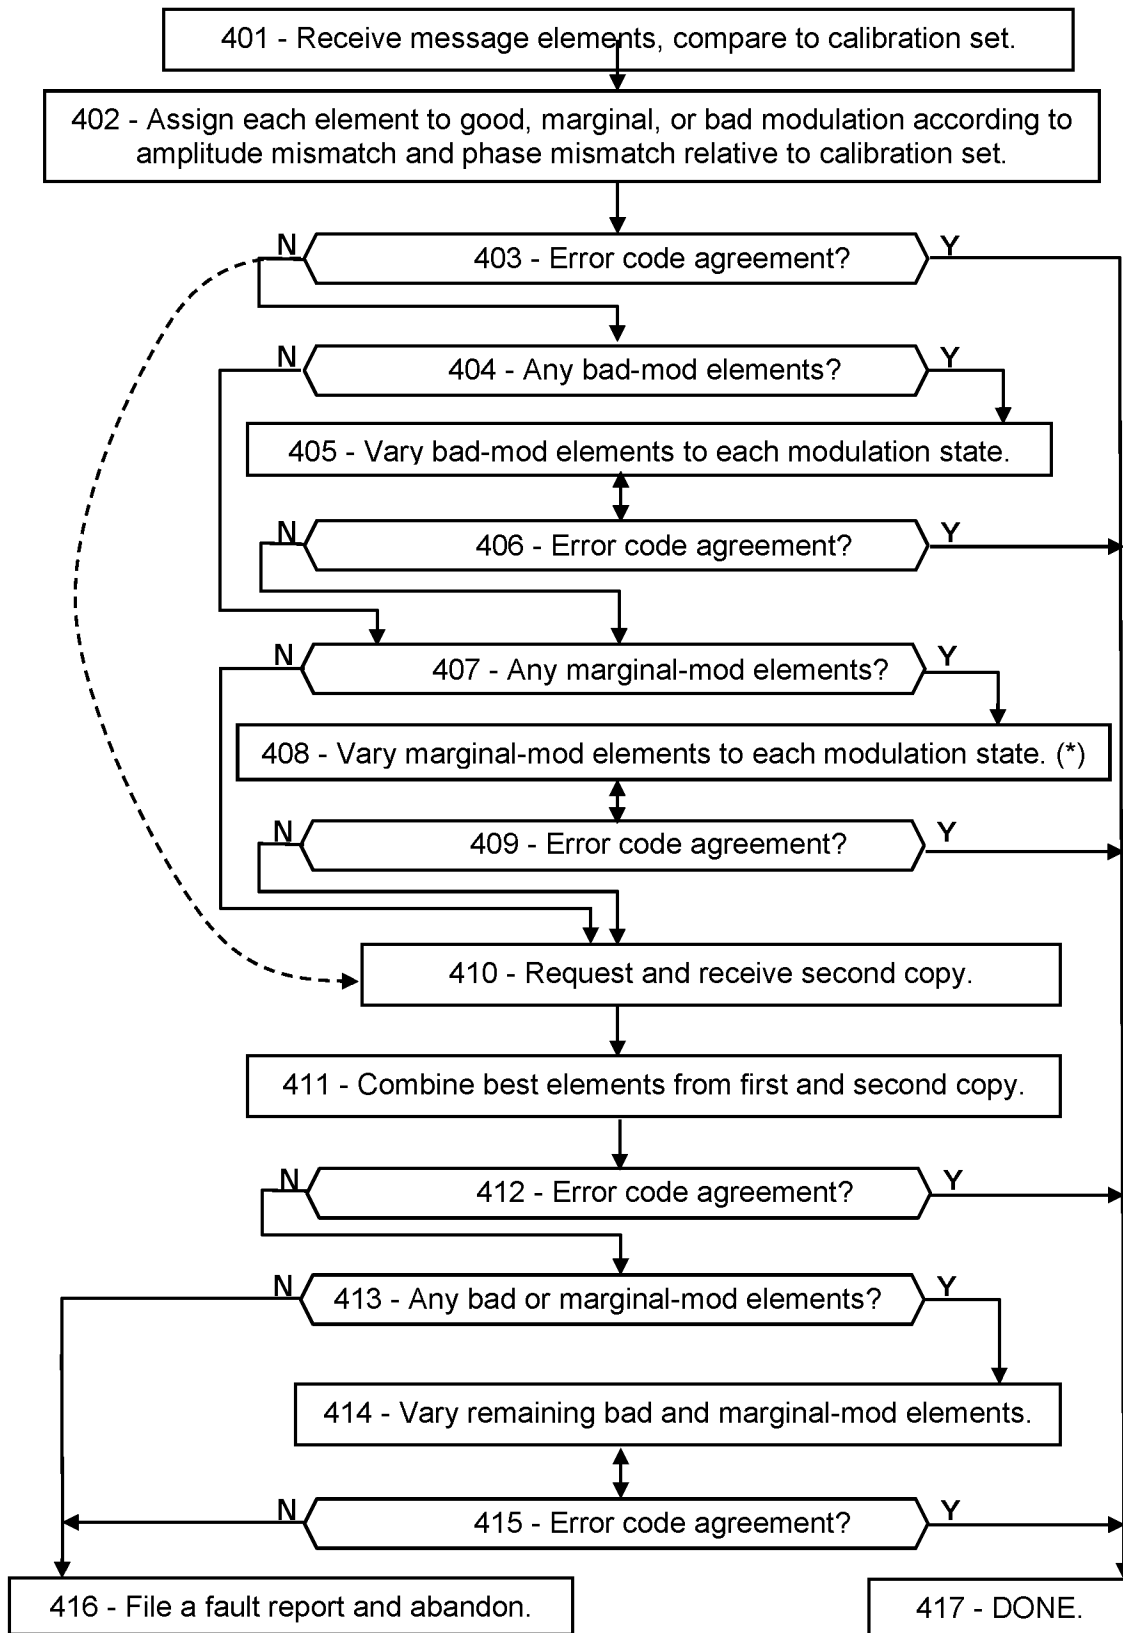 401 - Receive message elements, compare to calibration set.
402 - Assign each element to good, marginal, or bad modulation according to
amplitude mismatch and phase mismatch relative to calibration set.
N
403 - Error code agreement?
Y
N
404 - Any bad-mod elements?
Y
405 - Vary bad-mod elements to each modulation state.
N
406 - Error code agreement?
Y
N
407 - Any marginal-mod elements?
Y
408 - Vary marginal-mod elements to each modulation state. (*)
N
409 - Error code agreement?
Y
410 - Request and receive second copy.
411 - Combine best elements from first and second copy.
N
412 - Error code agreement?
Y
N
413 - Any bad or marginal-mod elements?
Y
414 - Vary remaining bad and marginal-mod elements.
N
415 - Error code agreement?
Y
416 - File a fault report and abandon.
417 - DONE.